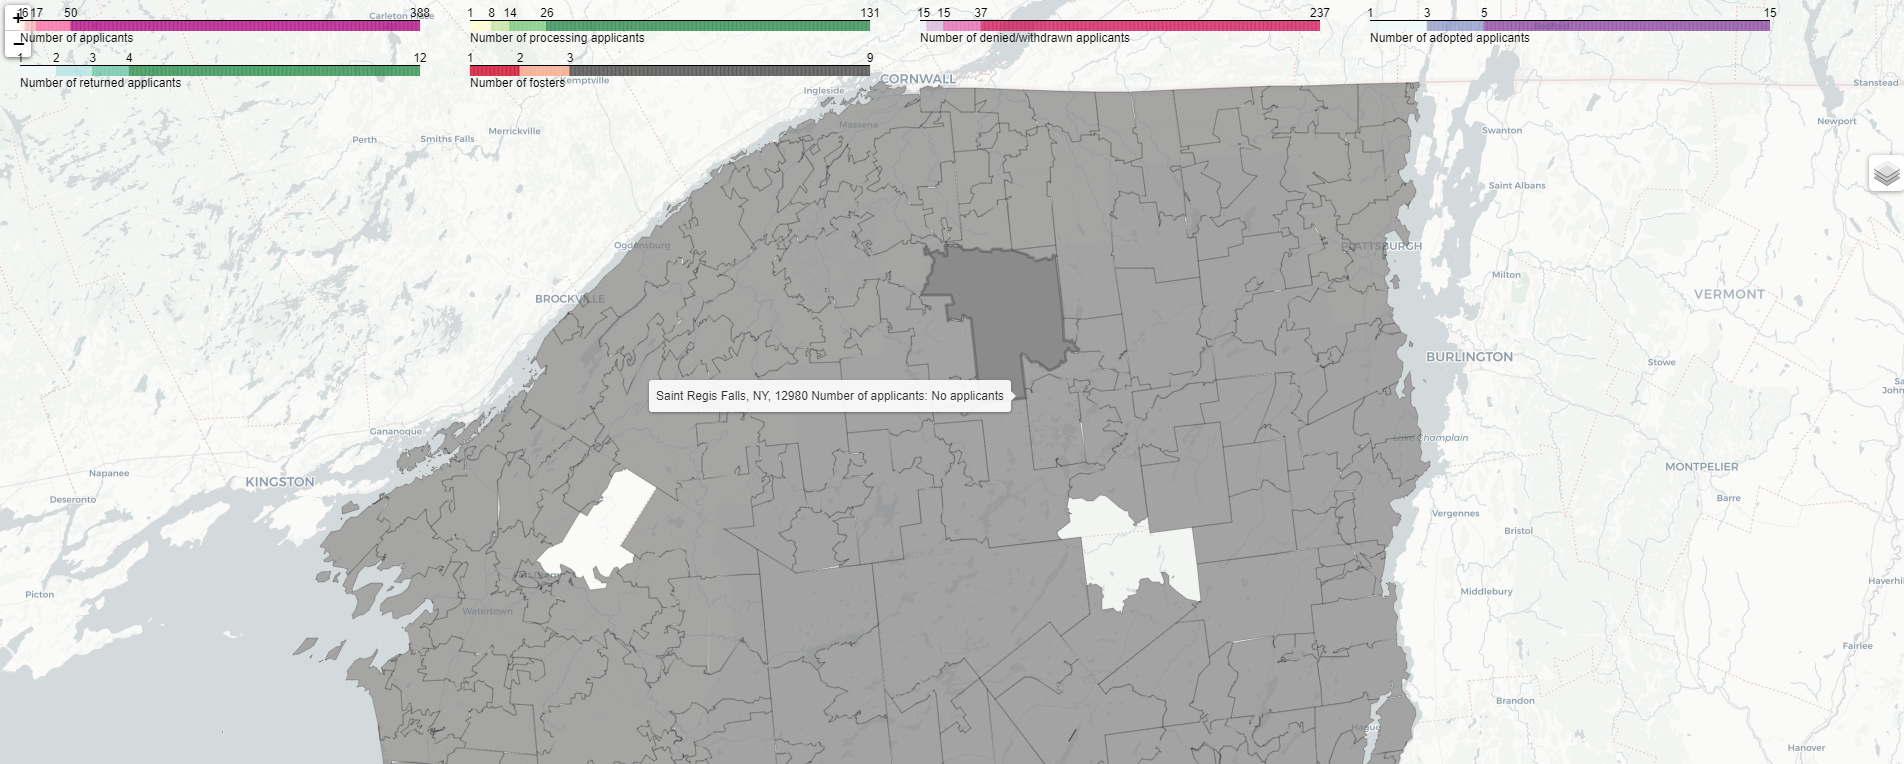 +
−
16 17 50 388
Number of applicants
1 8 14 26 131
Number of processing applicants
15 15 37 237
Number of denied/withdrawn applicants
1 3 5 15
Number of adopted applicants
1 2 3 4 12
Number of returned applicants
1 2 3 9
Number of fosters
Kemptville
CORNWALL
Ingleside
Massena
Stanstead
Newport
Perth
Smiths Falls
Merrickville
Swanton
Saint Albans
Ogdensburg
PLATTSBURGH
Milton
BROCKVILLE
VERMONT
BURLINGTON
Stowe
Saint Regis Falls, NY, 12980 Number of applicants: No applicants
Gananoque
Lake Champlain
Napanee
KINGSTON
MONTPELIER
Deseronto
Barre
Vergennes
Bristol
Picton
Watertown
Middlebury
Fairlee
Brandon
Hague
Hanover